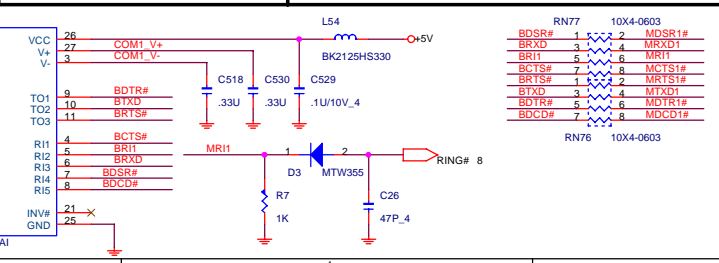 VCC 26
V+ 27 COM1_V+
V- 3 COM1_V-
L54
BK2125HS330
+5V
C518
.33U
C530
.33U
C529
.1U/10V_4
TO1 9 BDTR#
TO2 10 BTXD
TO3 11 BRTS#
RI1 4 BCTS#
RI2 5 BRI1
RI3 6 BRXD
RI4 7 BDSR#
RI5 8 BDCD#
INV# 21
GND 25
AI
MRI1
1
2
D3
MTW355
RING# 8
R7
1K
C26
47P_4
RN77 10X4-0603
BDSR# 1 2 MDSR1#
BRXD 3 4 MRXD1
BRI1 5 6 MRI1
BCTS# 7 8 MCTS1#
BRTS# 1 2 MRTS1#
BTXD 3 4 MTXD1
BDTR# 5 6 MDTR1#
BDCD# 7 8 MDCD1#
RN76 10X4-0603